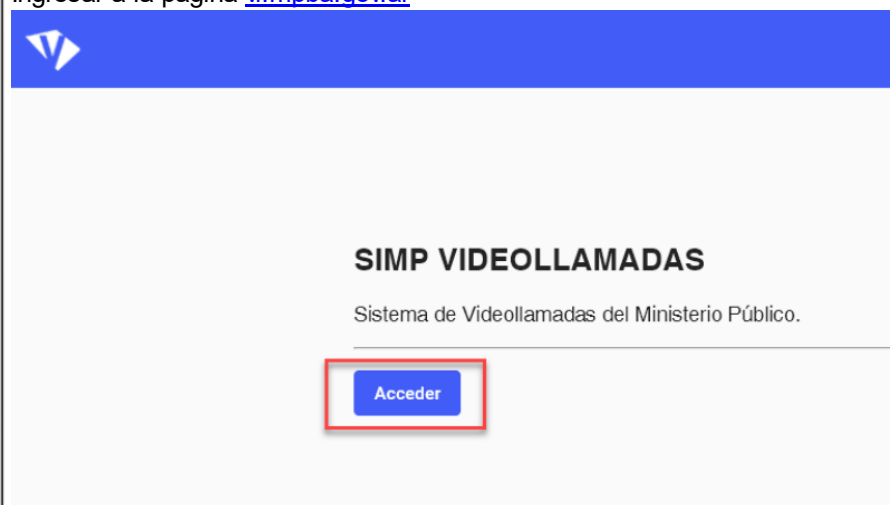 Ingresar a la página
SIMP VIDEOLLAMADAS
Sistema de Videollamadas del Ministerio Público.
Acceder